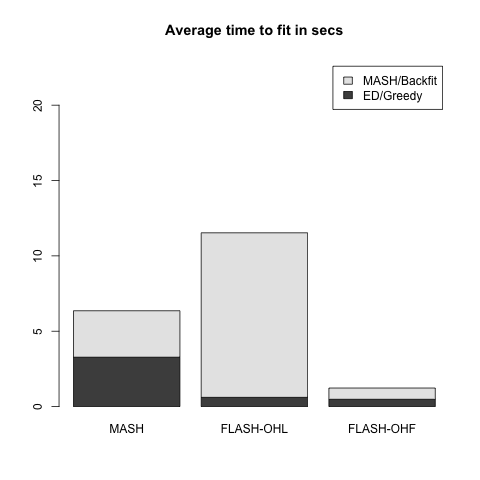 Average time to fit in secs
MASH/Backfit
ED/Greedy
20
15
10
5
0
MASH FLASH-OHL FLASH-OHF